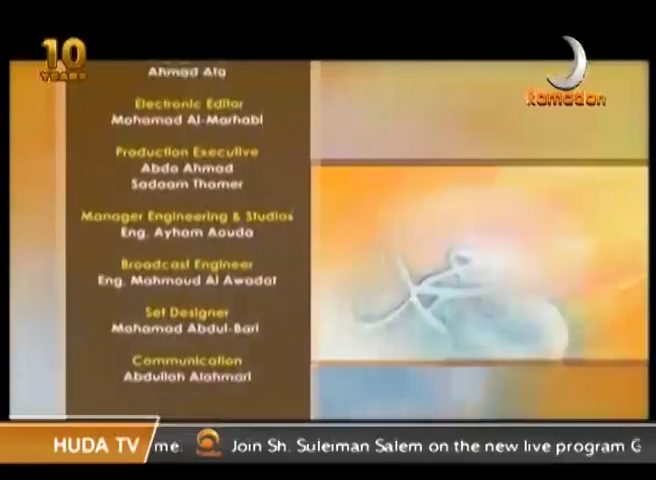 10
YEARS
Ramadan
Ahmad Ata
Electronic Editor
Mohamad Al-Marhabi
Production Executive
Abdo Ahmad
Sadaam Thamer
Manager Engineering & Studios
Eng. Ayham Aouda
Broadcast Engineer
Eng. Mahmoud Al Awadat
Set Designer
Mohamad Abdul-Bari
Communication
Abdullah Alahmari
HUDA TV me. Join Sh. Suleiman Salem on the new live program G